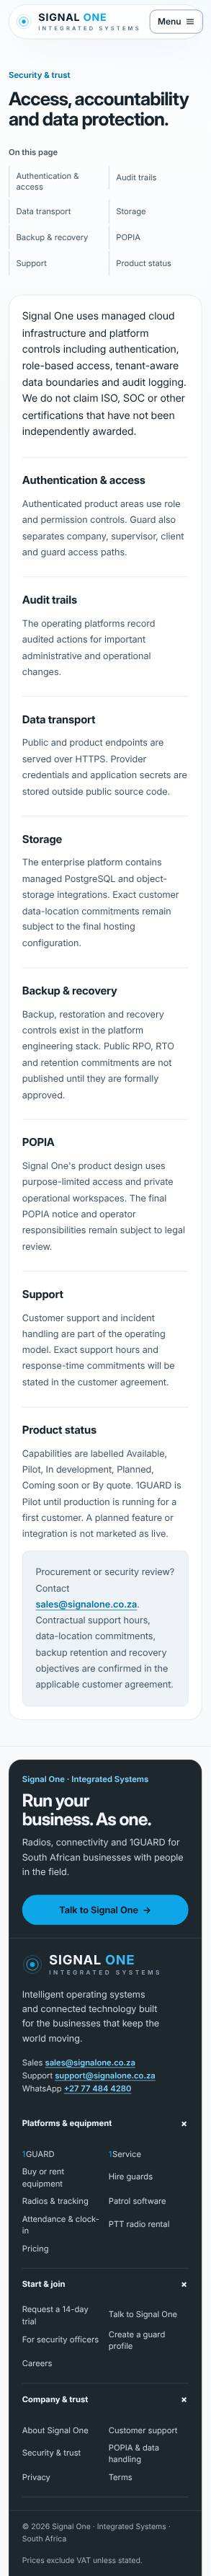 SIGNAL ONE
INTEGRATED SYSTEMS
Menu
Security & trust
Access, accountability
and data protection.
On this page
Authentication &
access
Audit trails
Data transport
Storage
Backup & recovery
POPIA
Support
Product status
Signal One uses managed cloud
infrastructure and platform
controls including authentication,
role-based access, tenant-aware
data boundaries and audit logging.
We do not claim ISO, SOC or other
certifications that have not been
independently awarded.
Authentication & access
Authenticated product areas use role
and permission controls. Guard also
separates company, supervisor, client
and guard access paths.
Audit trails
The operating platforms record
audited actions for important
administrative and operational
changes.
Data transport
Public and product endpoints are
served over HTTPS. Provider
credentials and application secrets are
stored outside public source code.
Storage
The enterprise platform contains
managed PostgreSQL and object-
storage integrations. Exact customer
data-location commitments remain
subject to the final hosting
configuration.
Backup & recovery
Backup, restoration and recovery
controls exist in the platform
engineering stack. Public RPO, RTO
and retention commitments are not
published until they are formally
approved.
POPIA
Signal One's product design uses
purpose-limited access and private
operational workspaces. The final
POPIA notice and operator
responsibilities remain subject to legal
review.
Support
Customer support and incident
handling are part of the operating
model. Exact support hours and
response-time commitments will be
stated in the customer agreement.
Product status
Capabilities are labelled Available,
Pilot, In development, Planned,
Coming soon or By quote. 1GUARD is
Pilot until production is running for a
first customer. A planned feature or
integration is not marketed as live.
Procurement or security review?
Contact
sales@signalone.co.za.
Contractual support hours,
data-location commitments,
backup retention and recovery
objectives are confirmed in the
applicable customer agreement.
Signal One · Integrated Systems
Run your
business. As one.
Radios, connectivity and 1GUARD for
South African businesses with people
in the field.
Talk to Signal One →
SIGNAL ONE
INTEGRATED SYSTEMS
Intelligent operating systems
and connected technology built
for the businesses that keep the
world moving.
Sales sales@signalone.co.za
Support support@signalone.co.za
WhatsApp +27 77 484 4280
Platforms & equipment ×
1GUARD
1Service
Buy or rent
equipment
Hire guards
Radios & tracking
Patrol software
Attendance & clock-
in
PTT radio rental
Pricing
Start & join ×
Request a 14-day
trial
Talk to Signal One
For security officers
Create a guard
profile
Careers
Company & trust ×
About Signal One
Customer support
Security & trust
POPIA & data
handling
Privacy
Terms
© 2026 Signal One · Integrated Systems ·
South Africa
Prices exclude VAT unless stated.